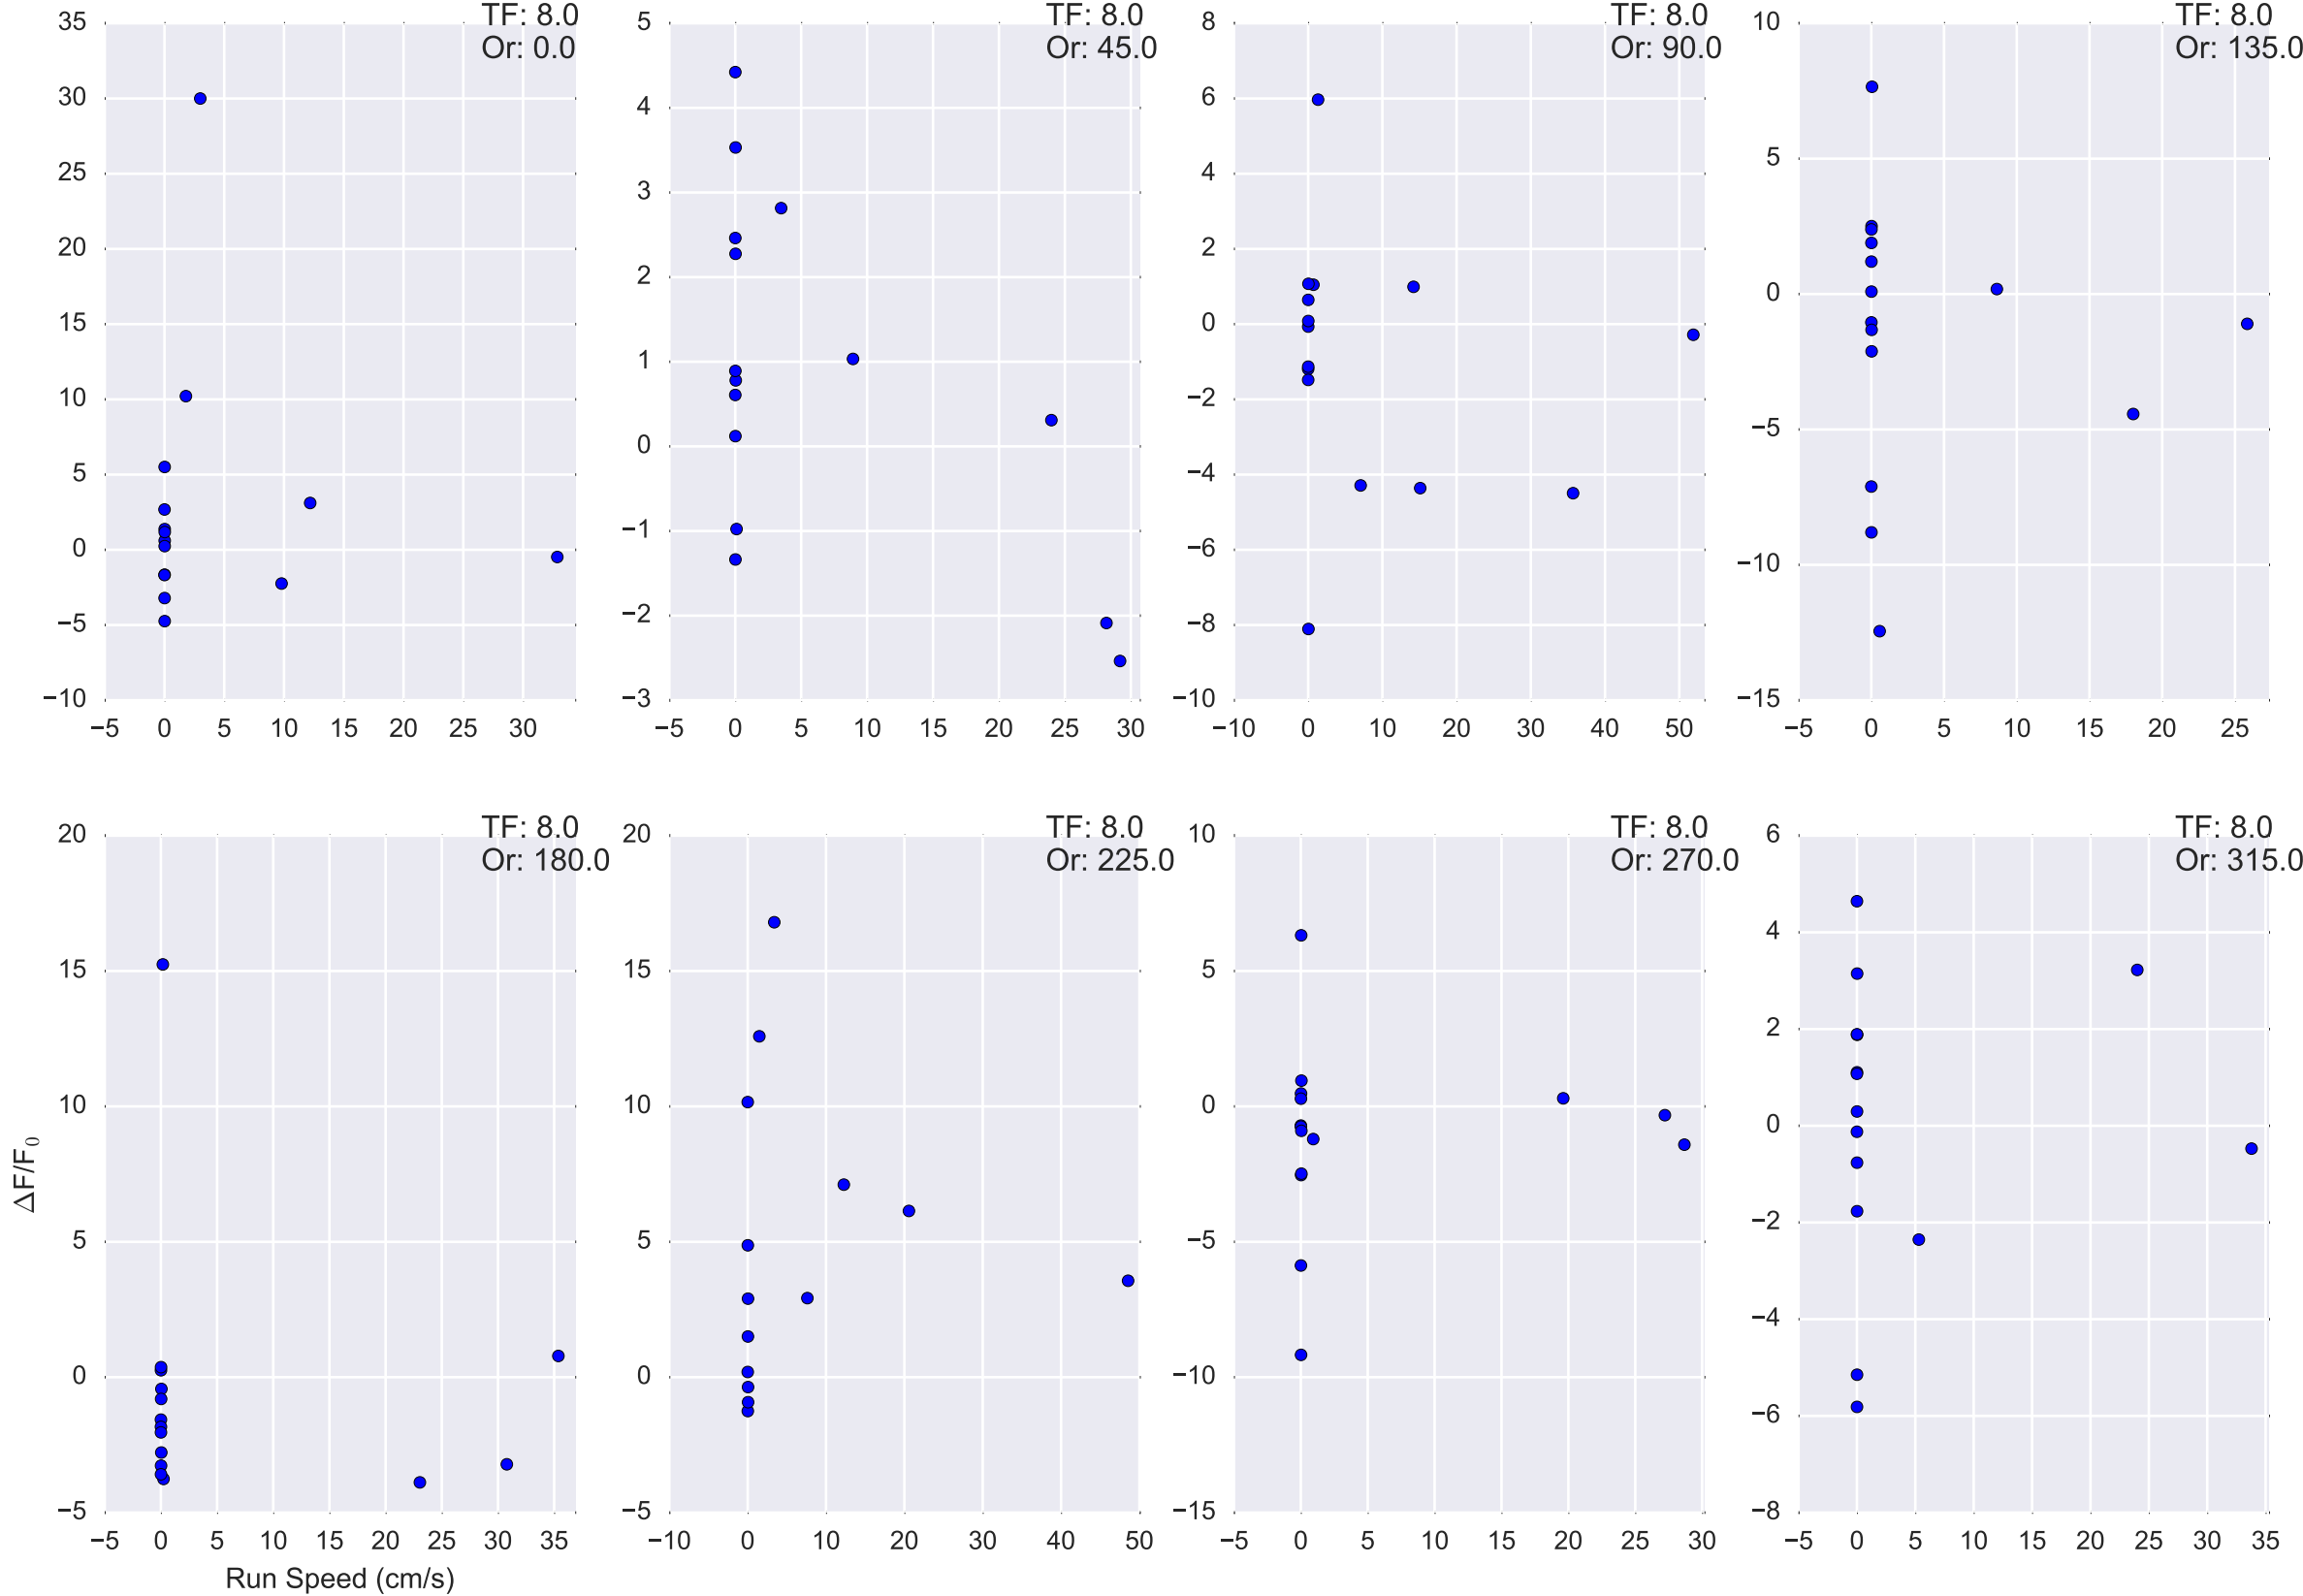 TF: 8.0
Or: 0.0
35
30
25
20
15
10
5
0
−5
−10
−5 0 5 10 15 20 25 30
TF: 8.0
Or: 45.0
5
4
3
2
1
0
−1
−2
−3
−5 0 5 10 15 20 25 30
TF: 8.0
Or: 90.0
8
6
4
2
0
−2
−4
−6
−8
−10
−10 0 10 20 30 40 50
TF: 8.0
Or: 135.0
10
5
0
−5
−10
−15
−5 0 5 10 15 20 25
TF: 8.0
Or: 180.0
20
15
10
5
0
−5
−5 0 5 10 15 20 25 30 35
ΔF/F₀
Run Speed (cm/s)
TF: 8.0
Or: 225.0
20
15
10
5
0
−5
−10 0 10 20 30 40 50
TF: 8.0
Or: 270.0
10
5
0
−5
−10
−15
−5 0 5 10 15 20 25 30
TF: 8.0
Or: 315.0
6
4
2
0
−2
−4
−6
−8
−5 0 5 10 15 20 25 30 35